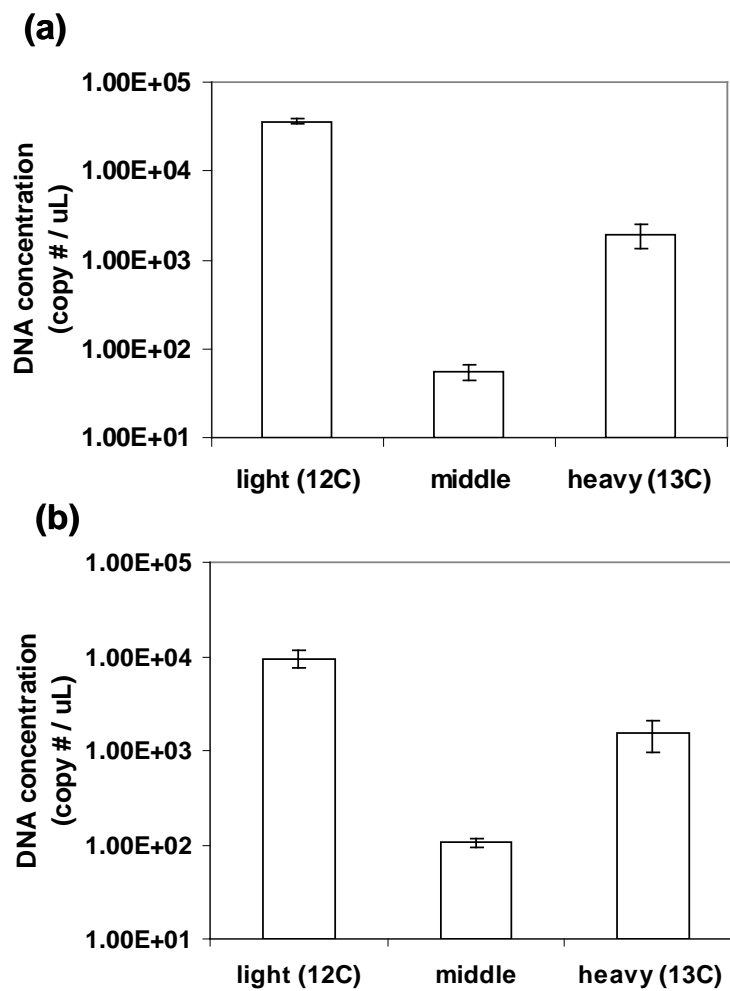 (a)
DNA concentration
(copy # / uL)
1.00E+05
1.00E+04
1.00E+03
1.00E+02
1.00E+01
light (12C) middle heavy (13C)
(b)
DNA concentration
(copy # / uL)
1.00E+05
1.00E+04
1.00E+03
1.00E+02
1.00E+01
light (12C) middle heavy (13C)